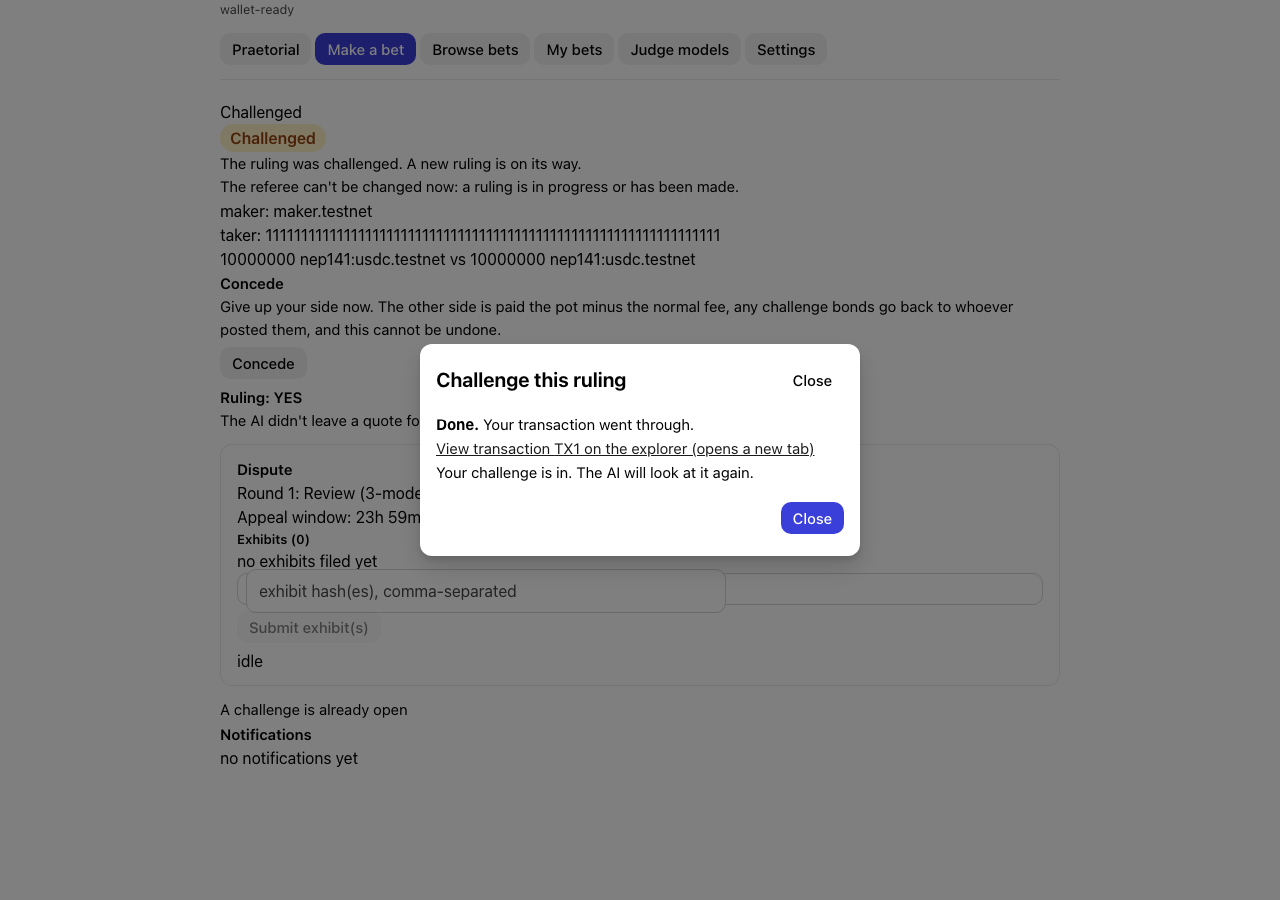 wallet-ready
Praetorial Make a bet Browse bets My bets Judge models Settings
Challenged
Challenged
The ruling was challenged. A new ruling is on its way.
The referee can't be changed now: a ruling is in progress or has been made.
maker: maker.testnet
taker: 1111111111111111111111111111111111111111111111111111111111111111
10000000 nep141:usdc.testnet vs 10000000 nep141:usdc.testnet
Concede
Give up your side now. The other side is paid the pot minus the normal fee, any challenge bonds go back to whoever
posted them, and this cannot be undone.
Concede
Ruling: YES
The AI didn't leave a quote fo
Challenge this ruling Close
Done. Your transaction went through.
View transaction TX1 on the explorer (opens a new tab)
Your challenge is in. The AI will look at it again.
Close
Dispute
Round 1: Review (3-mode
Appeal window: 23h 59m
Exhibits (0)
no exhibits filed yet
exhibit hash(es), comma-separated
Submit exhibit(s)
idle
A challenge is already open
Notifications
no notifications yet